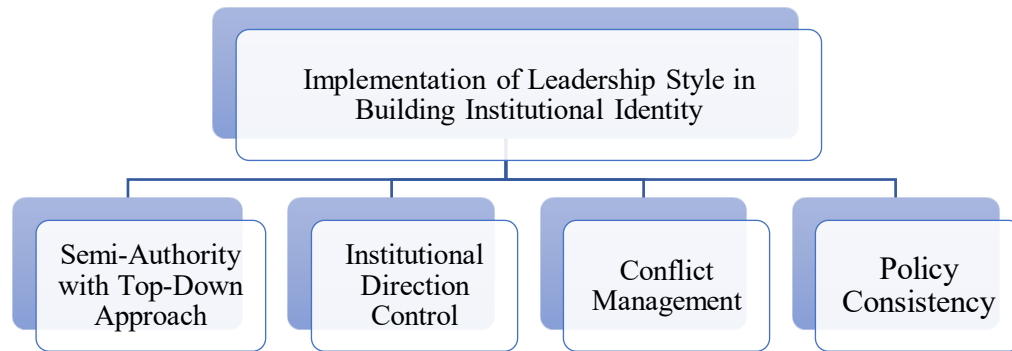 Implementation of Leadership Style in
Building Institutional Identity
Semi-Authority
with Top-Down
Approach
Institutional
Direction
Control
Conflict
Management
Policy
Consistency